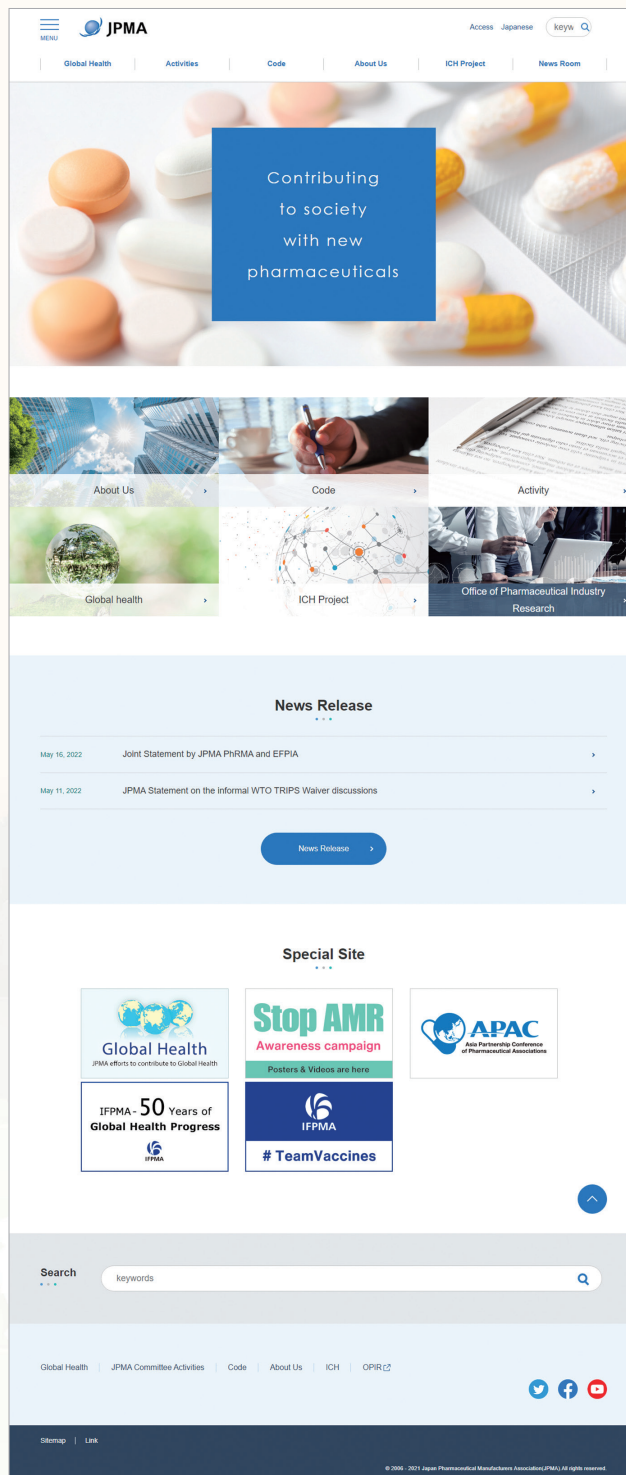 JPMA
Access Japanese keyw
MENU
Global Health Activities Code About Us ICH Project News Room
Contributing
to society
with new
pharmaceuticals
About Us
Code
Activity
Global health
ICH Project
Office of Pharmaceutical Industry
Research
News Release
May 16, 2022 Joint Statement by JPMA PhRMA and EFPIA
May 11, 2022 JPMA Statement on the informal WTO TRIPS Waiver discussions
News Release
Special Site
Global Health
JPMA efforts to contribute to Global Health
Stop AMR
Awareness campaign
Posters & Videos are here
APAC
Asia Partnership Conference
of Pharmaceutical Associations
IFPMA - 50 Years of
Global Health Progress
IFPMA
IFPMA
# TeamVaccines
Search
keywords
Global Health JPMA Committee Activities Code About Us ICH OPIR
Sitemap Link
© 2006 - 2021 Japan Pharmaceutical Manufacturers Association(JPMA) All rights reserved.